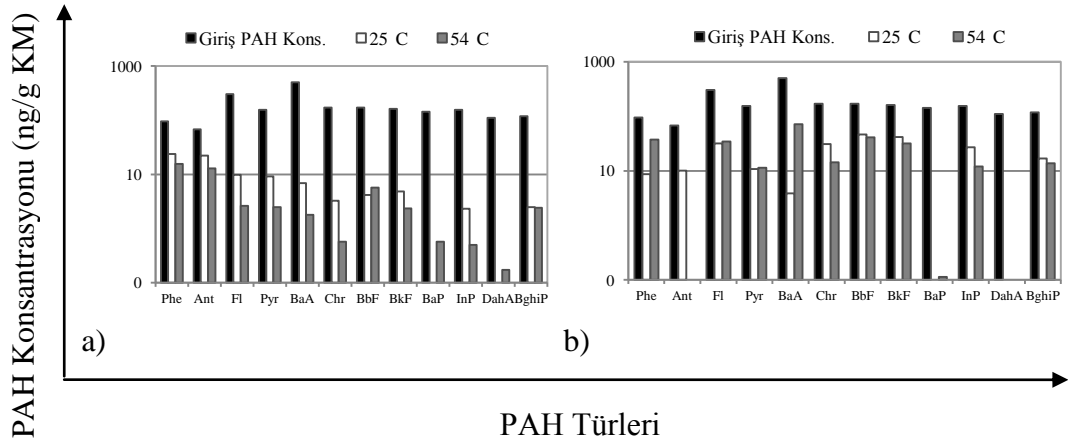 PAH Konsantrasyonu (ng/g KM)
Giriş PAH Kons. 25 C 54 C
1000
10
0
Phe Ant Fl Pyr BaA Chr BbF BkF BaP InP DahA BghiP
a)
Giriş PAH Kons. 25 C 54 C
1000
10
0
Phe Ant Fl Pyr BaA Chr BbF BkF BaP InP DahA BghiP
b)
PAH Türleri